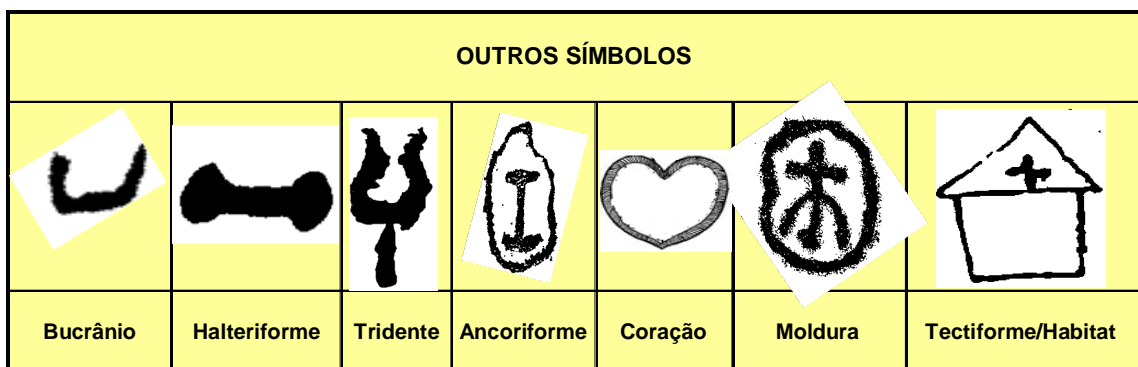 OUTROS SÍMBOLOS
Bucrânio Halteriforme Tridente Ancoriforme Coração Moldura Tectiforme/Habitat